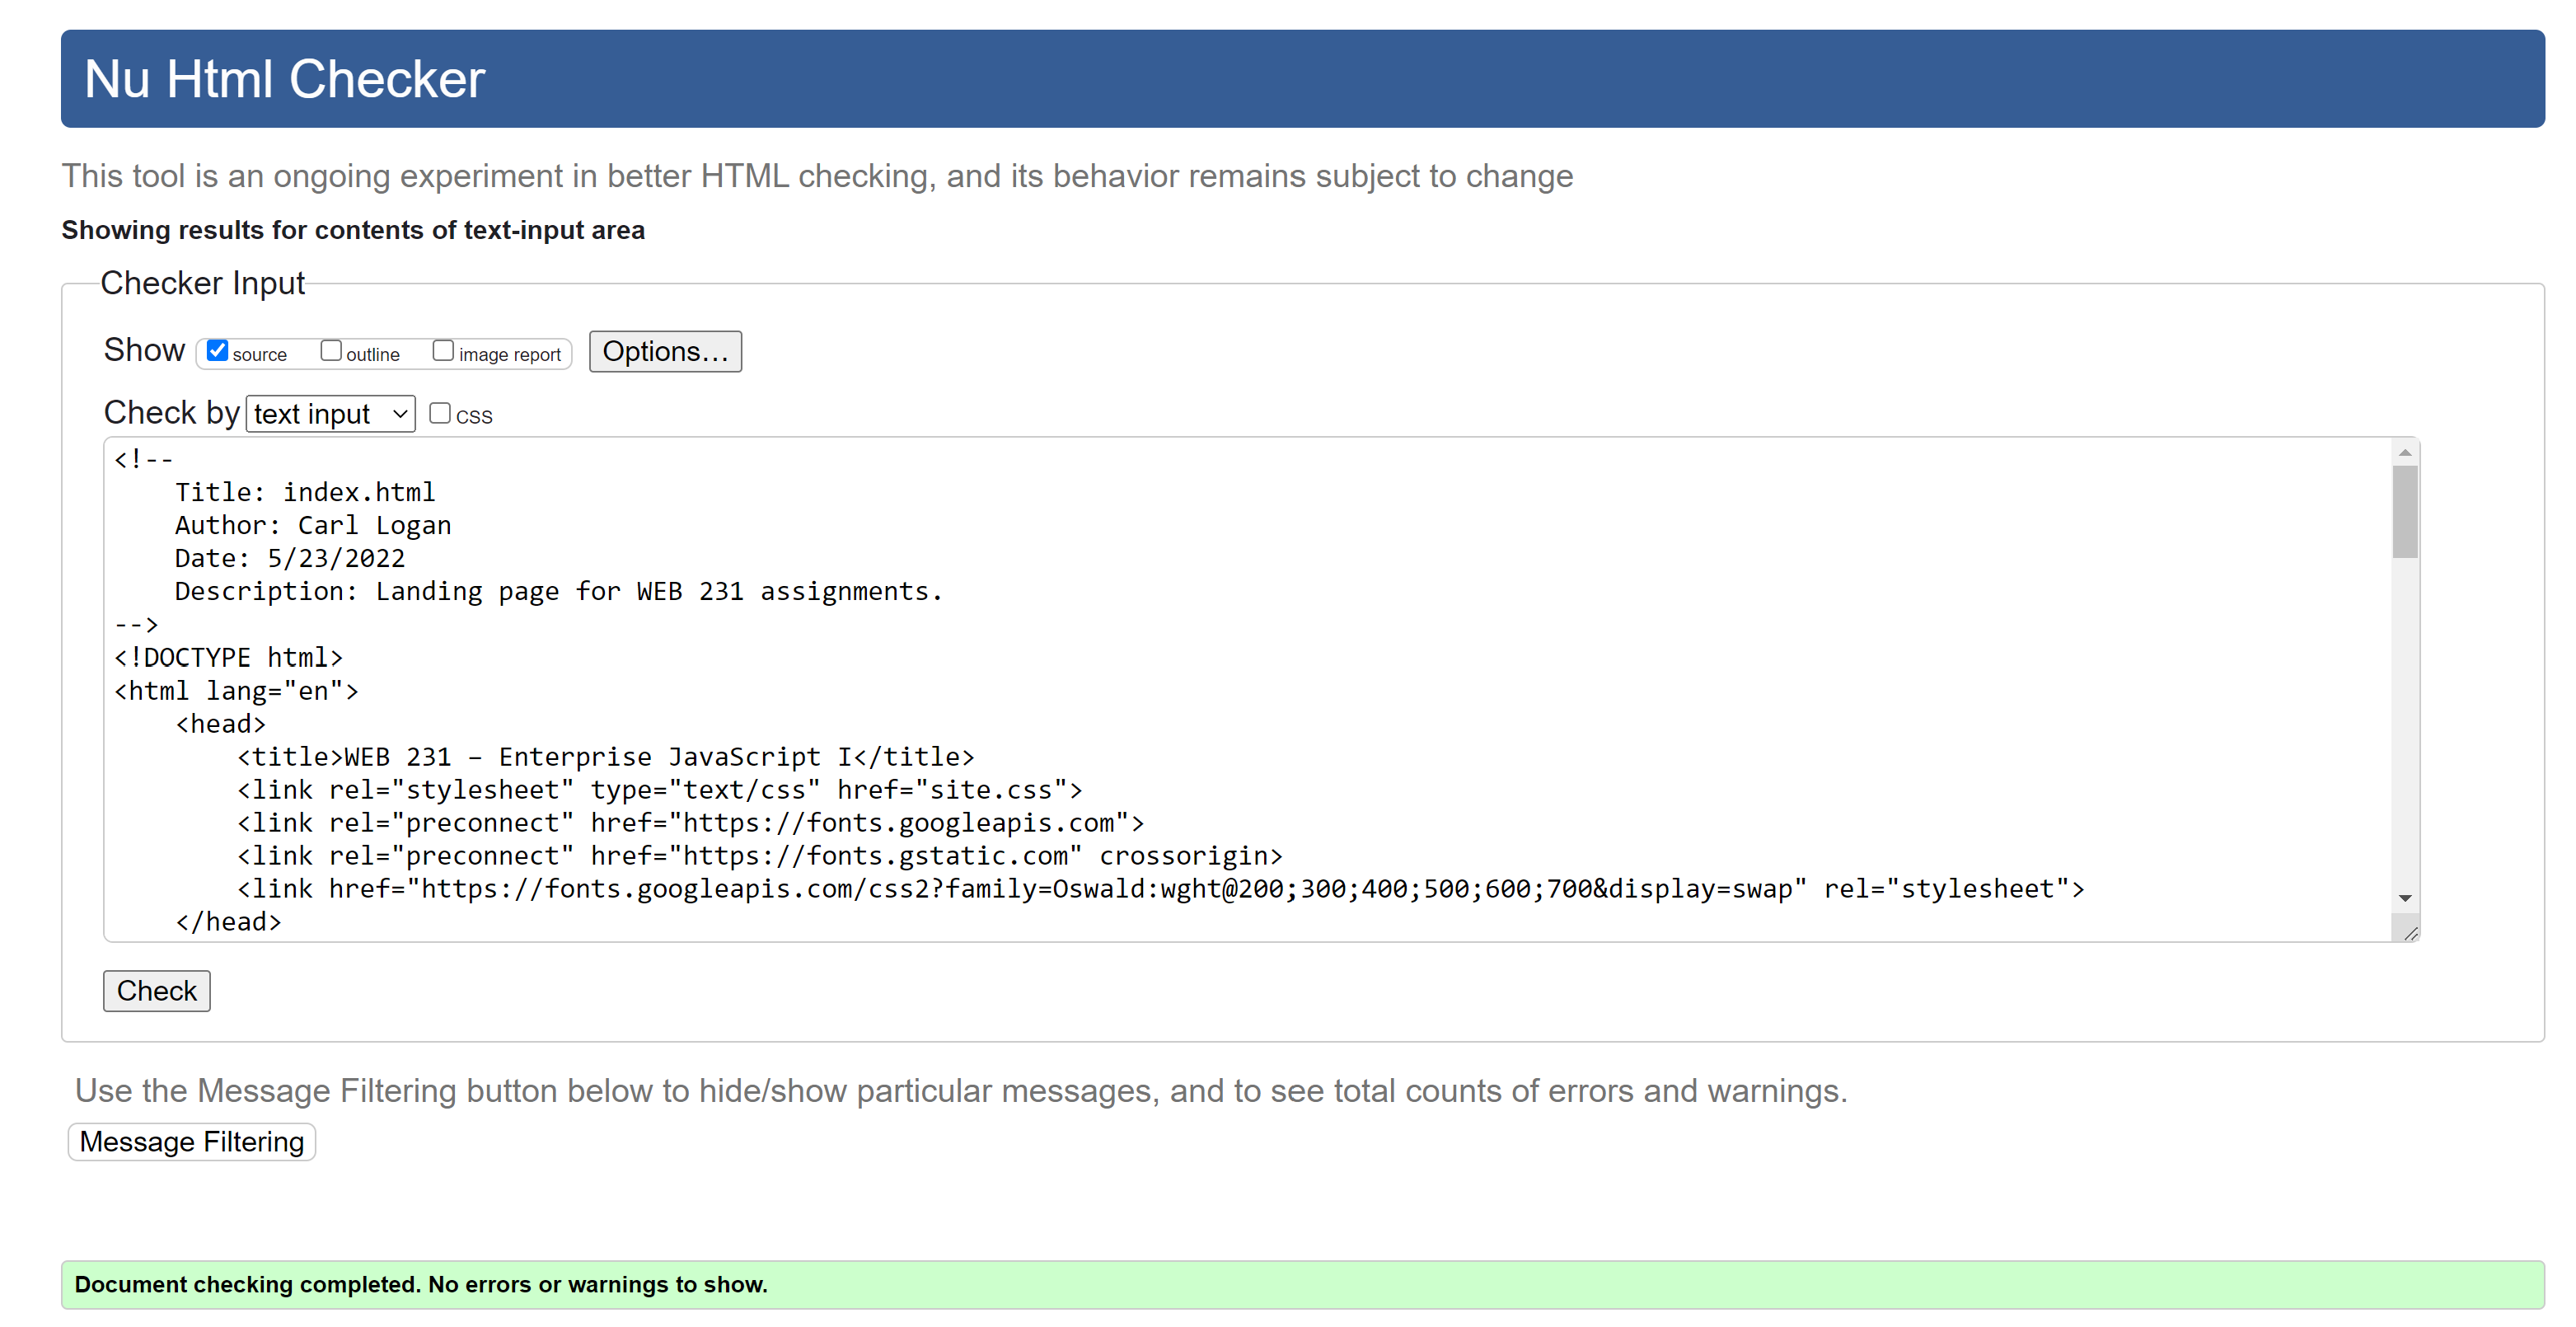 Nu Html Checker
This tool is an ongoing experiment in better HTML checking, and its behavior remains subject to change
Showing results for contents of text-input area
Checker Input
Show source outline image report Options…
Check by text input css
<!--
    Title: index.html
    Author: Carl Logan
    Date: 5/23/2022
    Description: Landing page for WEB 231 assignments.
-->
<!DOCTYPE html>
<html lang="en">
    <head>
        <title>WEB 231 – Enterprise JavaScript I</title>
        <link rel="stylesheet" type="text/css" href="site.css">
        <link rel="preconnect" href="https://fonts.googleapis.com">
        <link rel="preconnect" href="https://fonts.gstatic.com" crossorigin>
        <link href="https://fonts.googleapis.com/css2?family=Oswald:wght@200;300;400;500;600;700&display=swap" rel="stylesheet">
    </head>
Check
Use the Message Filtering button below to hide/show particular messages, and to see total counts of errors and warnings.
Message Filtering
Document checking completed. No errors or warnings to show.